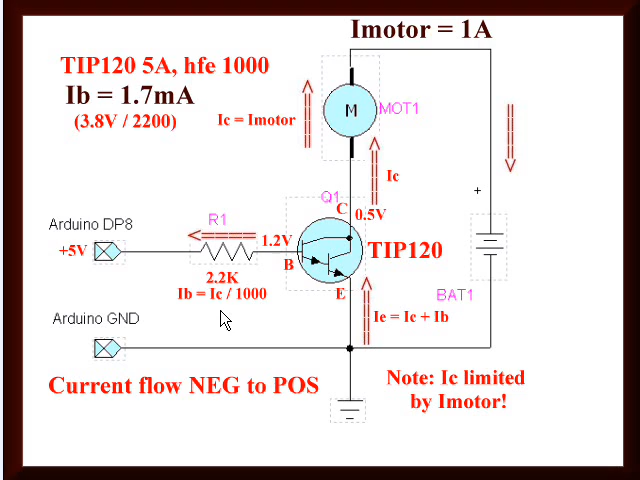 Imotor = 1A
TIP120 5A, hfe 1000
Ib = 1.7mA
(3.8V / 2200)
Ic = Imotor
M
MOT1
Ic
+
Q1
C
0.5V
Arduino DP8
R1
+5V
1.2V
B
TIP120
2.2K
Ib = Ic / 1000
E
BAT1
Ie = Ic + Ib
Arduino GND
Current flow NEG to POS
Note: Ic limited
by Imotor!